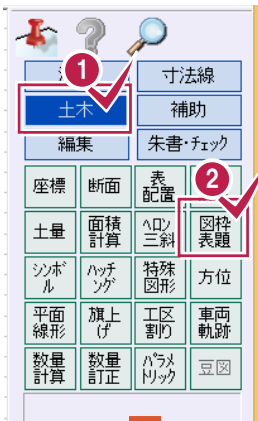 1
寸法線
土木
補助
編集
朱書・チェック
2
座標
断面
表
配置
土量
面積
計算
ヘロン
三斜
図枠
表題
シンボ
ル
ハッチ
ング
特殊
図形
方位
平面
線形
旗上
げ
工区
割り
車両
軌跡
数量
計算
数量
訂正
パラメ
トリック
豆図